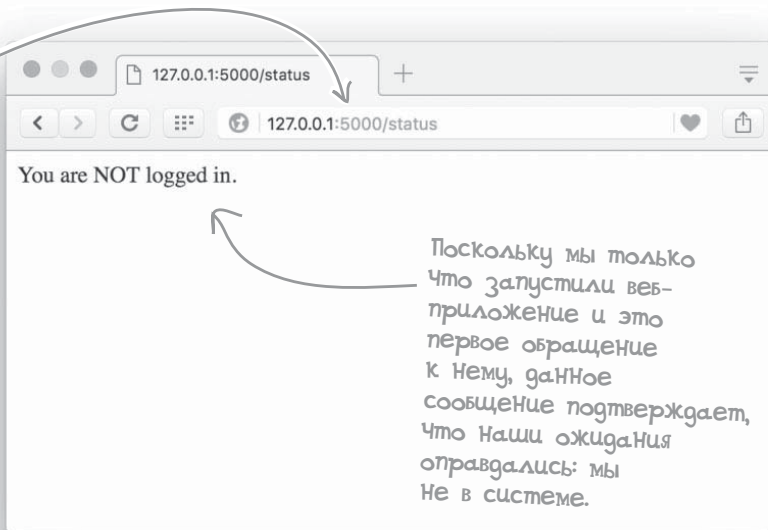 127.0.0.1:5000/status
127.0.0.1:5000/status
You are NOT logged in.
Поскольку мы только
что запустили веб-
приложение и это
первое обращение
к нему, данное
сообщение подтверждает,
что наши ожидания
оправдались: мы
не в системе.